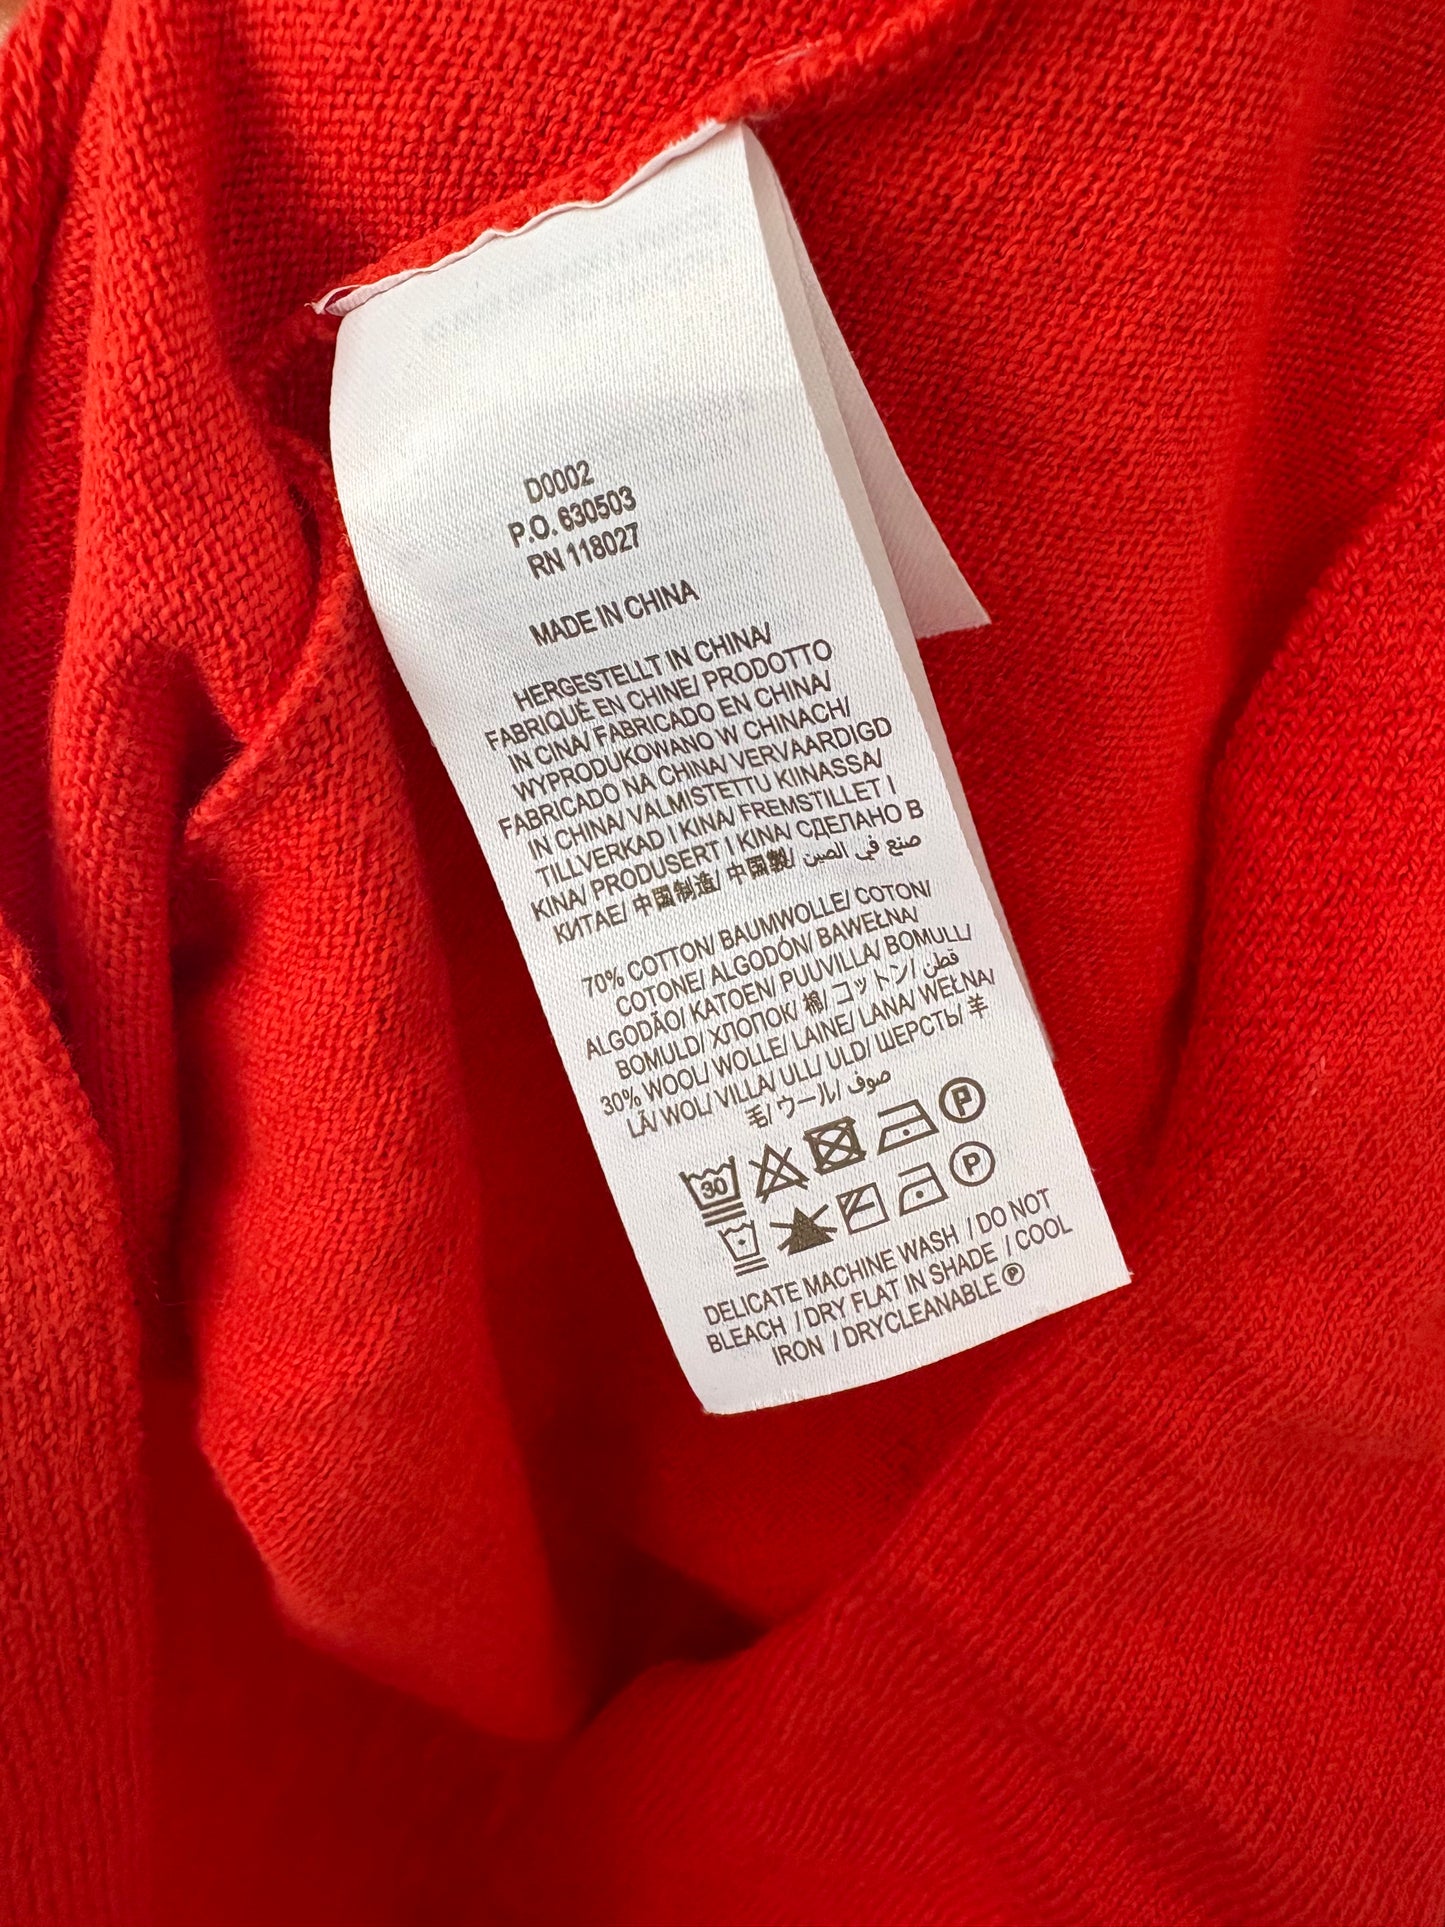 D0002
P.O. 630503
RN 118027
MADE IN CHINA
HERGESTELLT IN CHINA/
FABRIQUÉ EN CHINE/ PRODOTTO
IN CINA/ FABRICADO EN CHINA/
WYPRODUKOWANO W CHINACH/
FABRICADO NA CHINA/ VERVAARDIGD
IN CHINA/ VALMISTETTU KIINASSA/
TILLVERKAD I KINA/ FREMSTILLET I
KINA/ PRODUSERT I KINA/ СДЕЛАНО В
КИТАЕ/ 中国制造/ 中国製/ صنع في الصين
70% COTTON/ BAUMWOLLE/ COTON/
COTONE/ ALGODÓN/ BAWEŁNA/
ALGODÃO/ KATOEN/ PUUVILLA/ BOMULL/
BOMULD/ ХЛОПОК/ 棉/ コットン/ قطن
30% WOOL/ WOLLE/ LAINE/ LANA/ WEŁNA/
LÃ/ WOL/ VILLA/ ULL/ ULD/ ШЕРСТЬ/ 羊
毛/ ウール/ صوف
30 P
P
DELICATE MACHINE WASH / DO NOT
BLEACH / DRY FLAT IN SHADE / COOL
IRON / DRYCLEANABLE Ⓟ